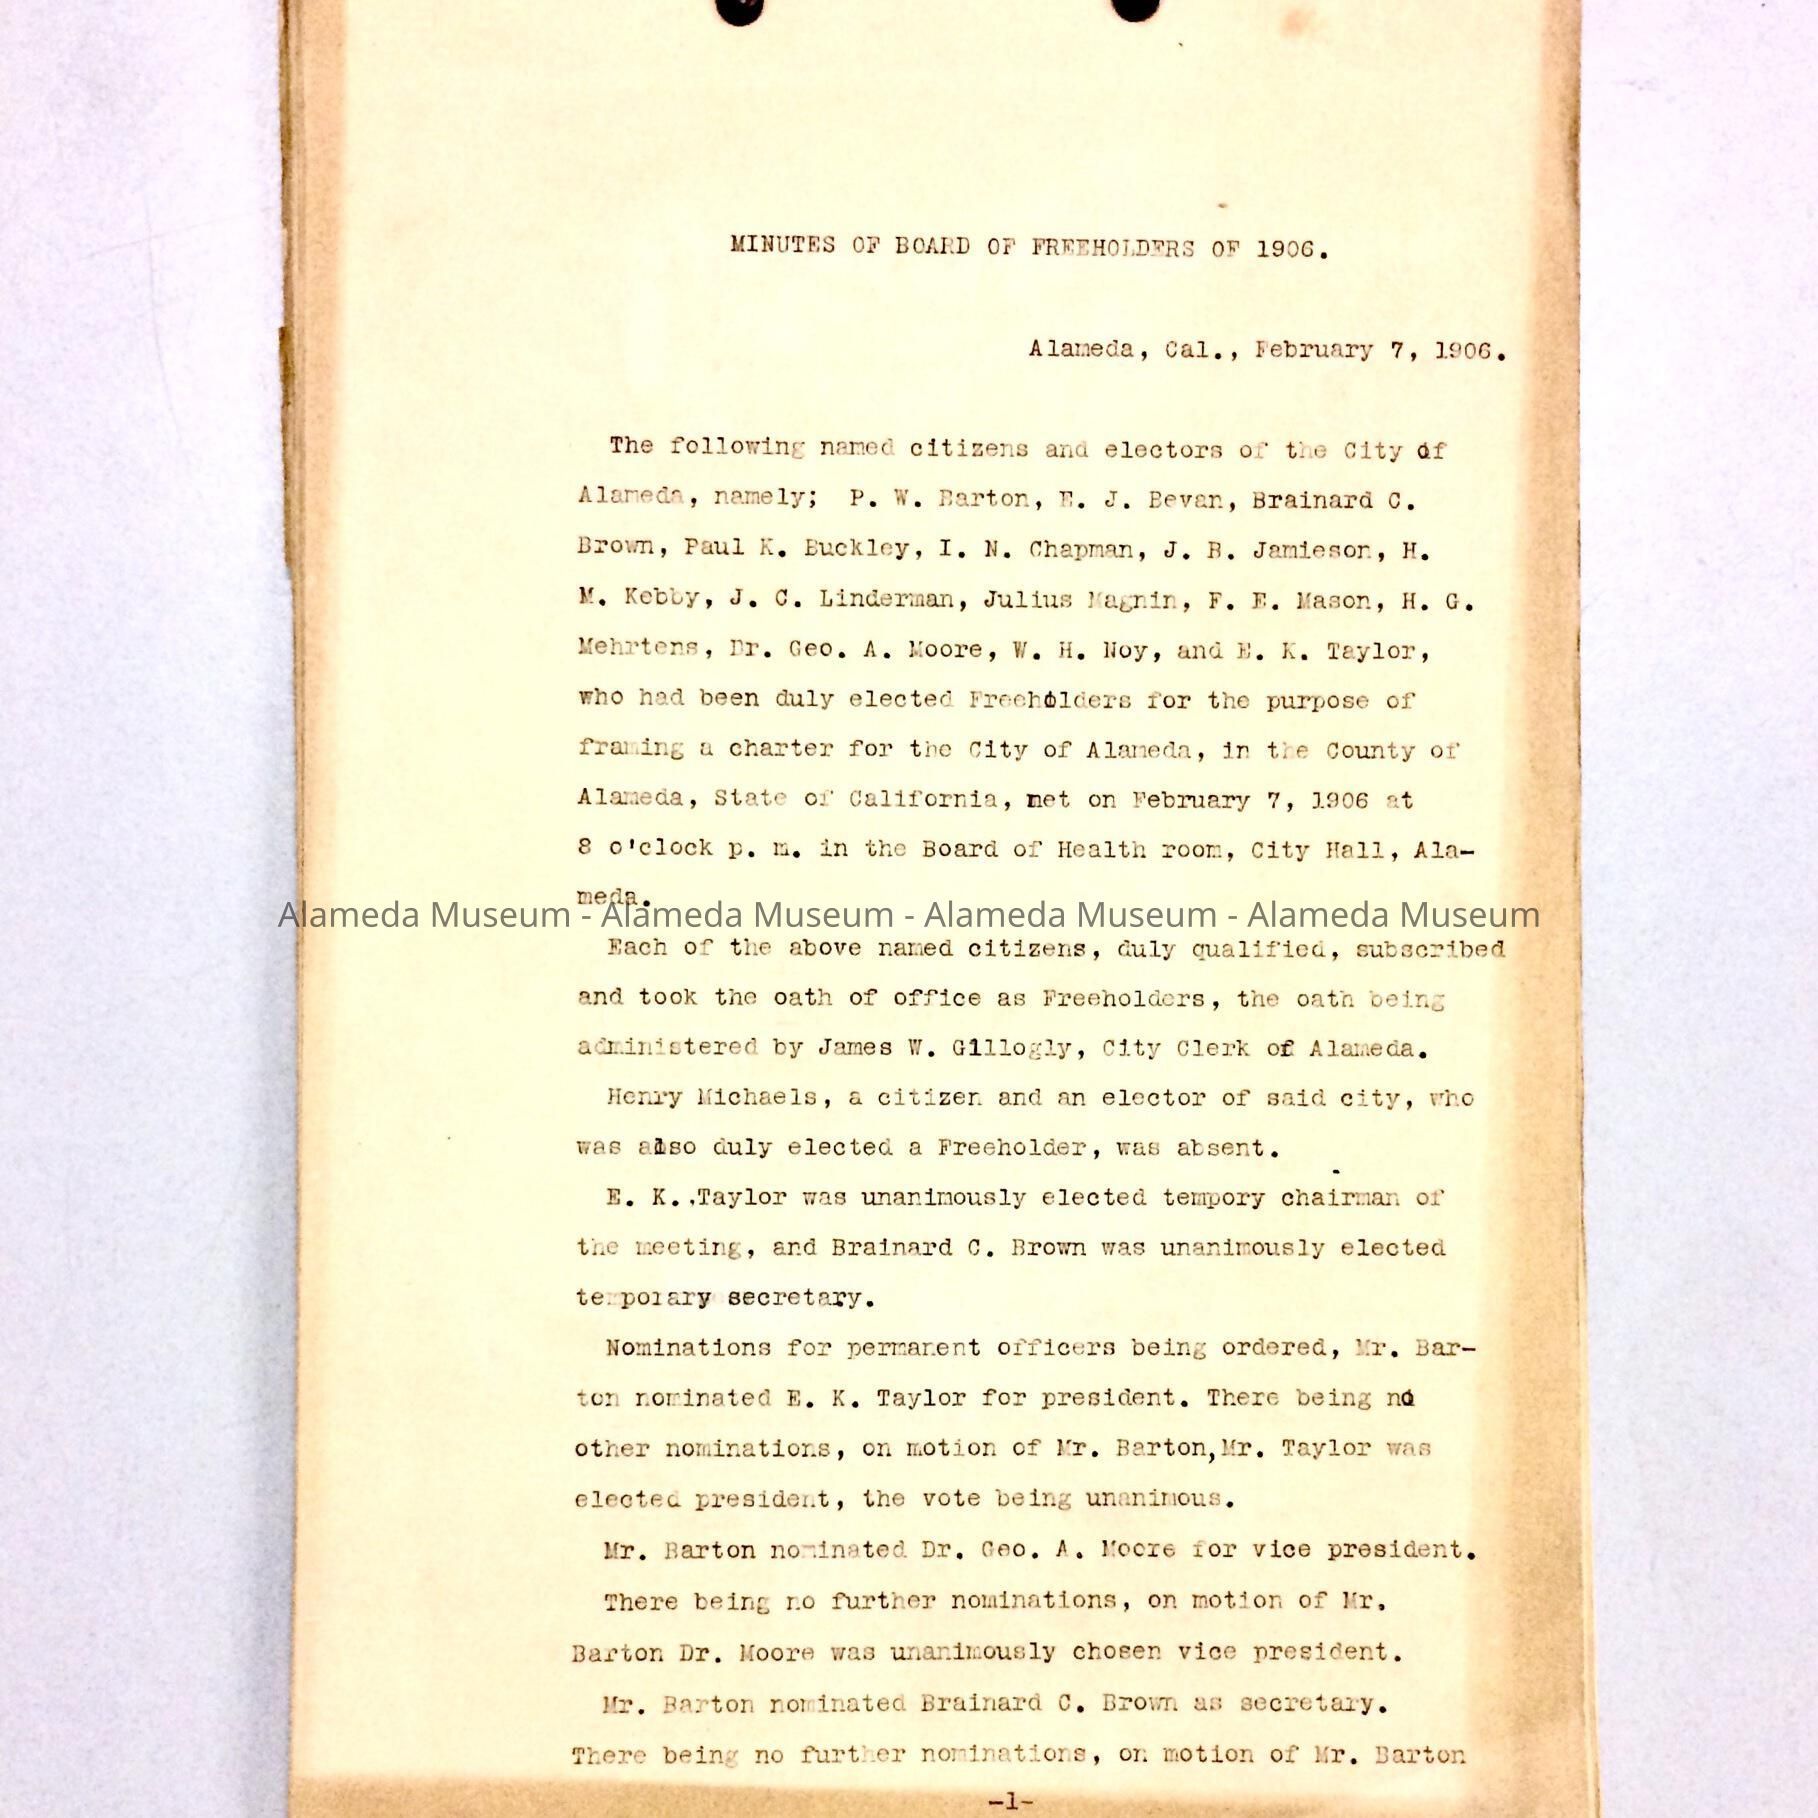 MINUTES OF BOARD OF FREEHOLDERS OF 1906.
Alameda, Cal., February 7, 1906.
The following named citizens and electors of the City of
Alameda, namely; P. W. Barton, E. J. Bevan, Brainard C.
Brown, Paul K. Buckley, I. N. Chapman, J. B. Jamieson, H.
M. Kebby, J. C. Linderman, Julius Magnin, F. E. Mason, H. G.
Mehrtens, Dr. Geo. A. Moore, W. H. Noy, and E. K. Taylor,
who had been duly elected Freeholders for the purpose of
framing a charter for the City of Alameda, in the County of
Alameda, State of California, met on February 7, 1906 at
8 o'clock p. m. in the Board of Health room, City Hall, Ala-
meda.
Alameda Museum - Alameda Museum - Alameda Museum - Alameda Museum
Each of the above named citizens, duly qualified, subscribed
and took the oath of office as Freeholders, the oath being
administered by James W. Gillogly, City Clerk of Alameda.
Henry Michaels, a citizen and an elector of said city, who
was also duly elected a Freeholder, was absent.
E. K. Taylor was unanimously elected tempory chairman of
the meeting, and Brainard C. Brown was unanimously elected
temporary secretary.
Nominations for permanent officers being ordered, Mr. Bar-
ton nominated E. K. Taylor for president. There being no
other nominations, on motion of Mr. Barton,Mr. Taylor was
elected president, the vote being unanimous.
Mr. Barton nominated Dr. Geo. A. Moore for vice president.
There being no further nominations, on motion of Mr.
Barton Dr. Moore was unanimously chosen vice president.
Mr. Barton nominated Brainard C. Brown as secretary.
There being no further nominations, on motion of Mr. Barton
-1-